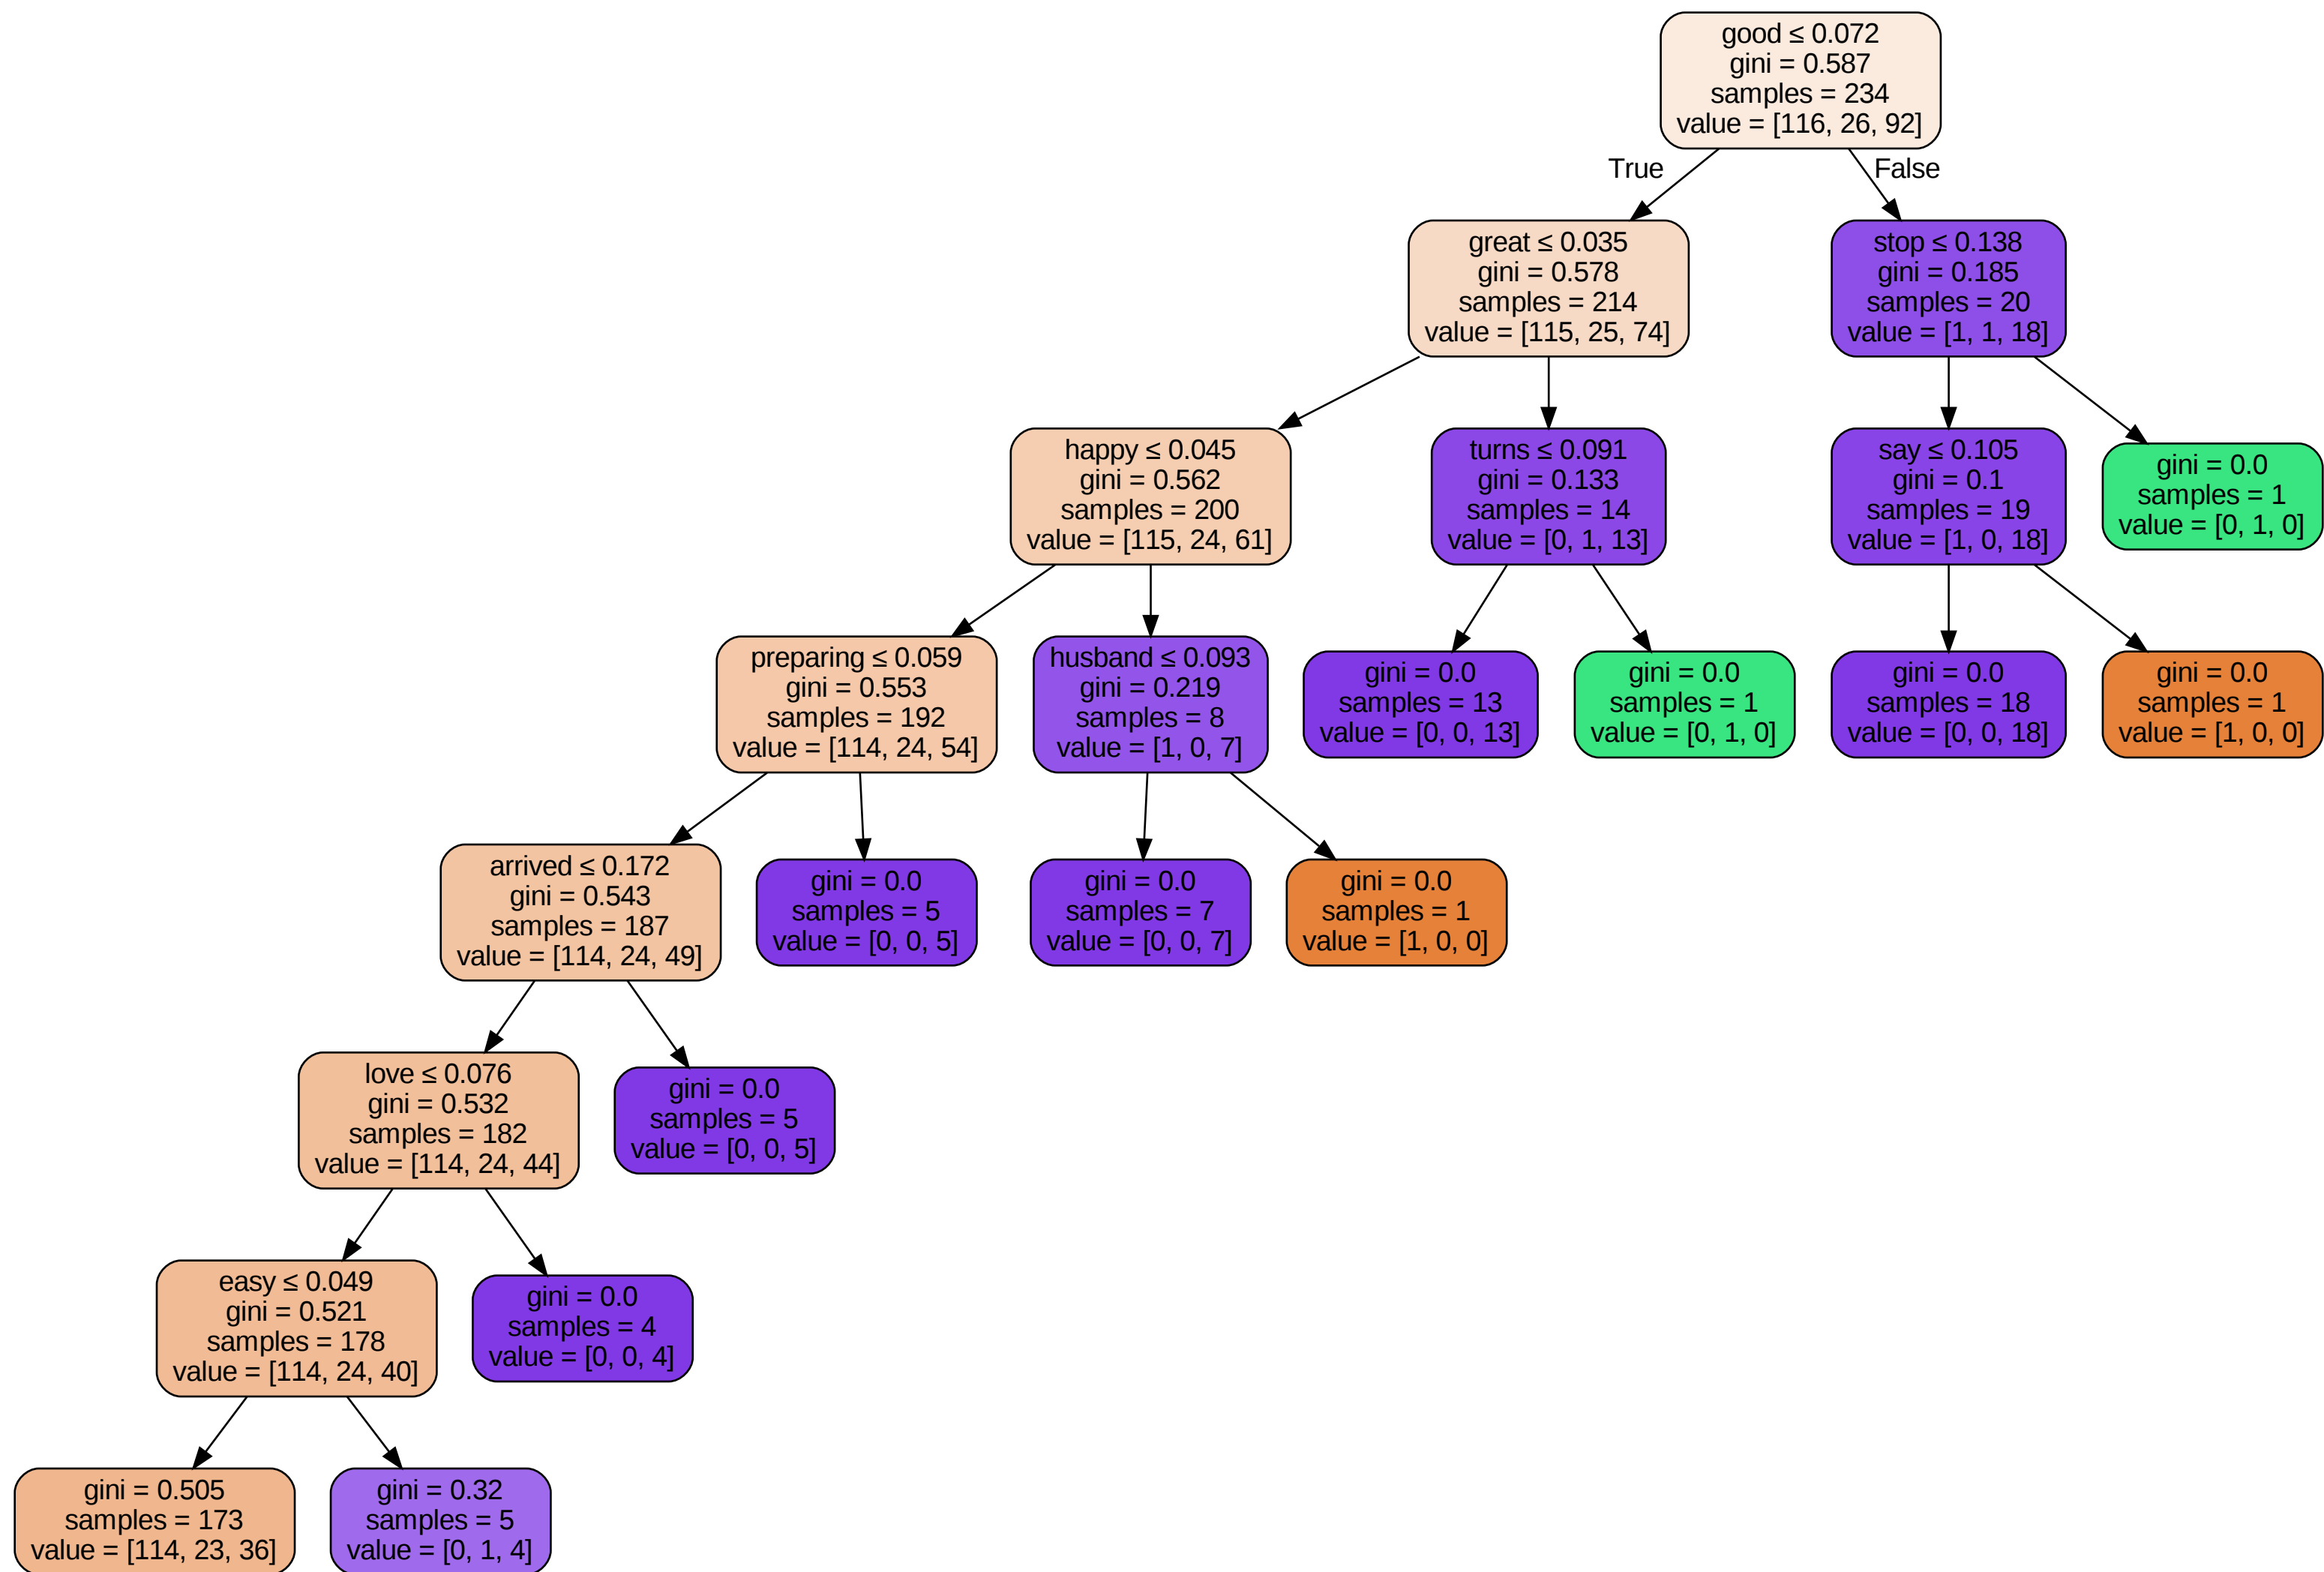 good ≤ 0.072
gini = 0.587
samples = 234
value = [116, 26, 92]
True
False
great ≤ 0.035
gini = 0.578
samples = 214
value = [115, 25, 74]
stop ≤ 0.138
gini = 0.185
samples = 20
value = [1, 1, 18]
happy ≤ 0.045
gini = 0.562
samples = 200
value = [115, 24, 61]
turns ≤ 0.091
gini = 0.133
samples = 14
value = [0, 1, 13]
say ≤ 0.105
gini = 0.1
samples = 19
value = [1, 0, 18]
gini = 0.0
samples = 1
value = [0, 1, 0]
preparing ≤ 0.059
gini = 0.553
samples = 192
value = [114, 24, 54]
husband ≤ 0.093
gini = 0.219
samples = 8
value = [1, 0, 7]
gini = 0.0
samples = 13
value = [0, 0, 13]
gini = 0.0
samples = 1
value = [0, 1, 0]
gini = 0.0
samples = 18
value = [0, 0, 18]
gini = 0.0
samples = 1
value = [1, 0, 0]
arrived ≤ 0.172
gini = 0.543
samples = 187
value = [114, 24, 49]
gini = 0.0
samples = 5
value = [0, 0, 5]
gini = 0.0
samples = 7
value = [0, 0, 7]
gini = 0.0
samples = 1
value = [1, 0, 0]
love ≤ 0.076
gini = 0.532
samples = 182
value = [114, 24, 44]
gini = 0.0
samples = 5
value = [0, 0, 5]
easy ≤ 0.049
gini = 0.521
samples = 178
value = [114, 24, 40]
gini = 0.0
samples = 4
value = [0, 0, 4]
gini = 0.505
samples = 173
value = [114, 23, 36]
gini = 0.32
samples = 5
value = [0, 1, 4]